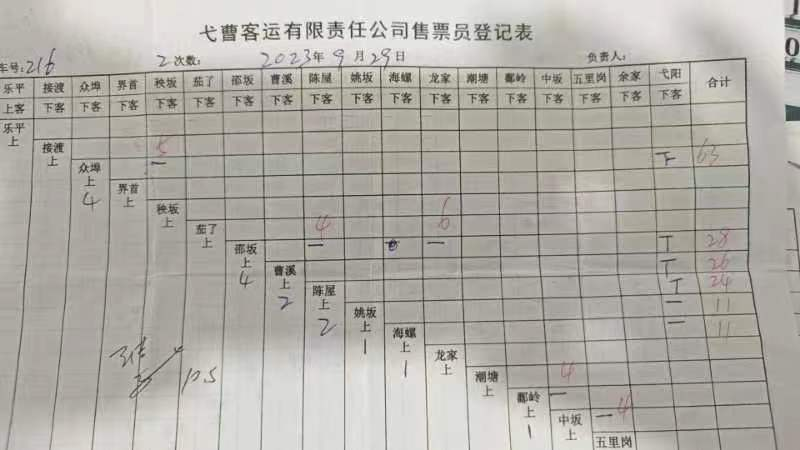 弋曹客运有限责任公司售票员登记表
车号:216 2次数: 2023年9月29日 负责人:
乐平 接渡 众埠 界首 秧坂 茄了 邵坂 曹溪 陈屋 姚坂 海螺 龙家 潮塘 鄱岭 中坂 五里岗 余家 弋阳 合计
上客 下客 下客 下客 下客 下客 下客 下客 下客 下客 下客 下客 下客 下客 下客 下客 下客 下客
乐平上
接渡上 5
众埠上 4 一 下 63
界首上
秧坂上
茄了上 4 6
邵坂上 4 一 一 丅 28
曹溪上 2 丅 26
陈屋上 2 丅 24
姚坂上 1 一 11
海螺上 1 一 11
龙家上
潮塘上 4
鄱岭上 1 一 4
中坂上 一
五里岗